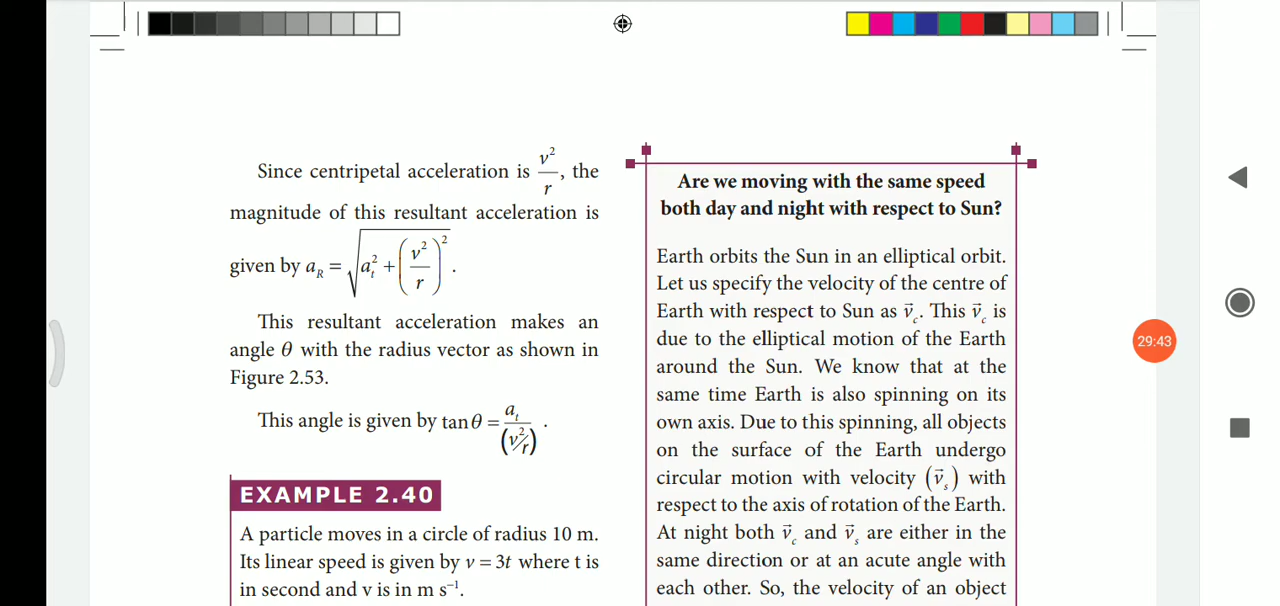 Since centripetal acceleration is v²/r, the
magnitude of this resultant acceleration is
given by a_R = √(a_t² + (v²/r)²).
This resultant acceleration makes an
angle θ with the radius vector as shown in
Figure 2.53.
This angle is given by tan θ = a_t/(v²/r).
EXAMPLE 2.40
A particle moves in a circle of radius 10 m.
Its linear speed is given by v = 3t where t is
in second and v is in m s⁻¹.
Are we moving with the same speed
both day and night with respect to Sun?
Earth orbits the Sun in an elliptical orbit.
Let us specify the velocity of the centre of
Earth with respect to Sun as v⃗_c. This v⃗_c is
due to the elliptical motion of the Earth
around the Sun. We know that at the
same time Earth is also spinning on its
own axis. Due to this spinning, all objects
on the surface of the Earth undergo
circular motion with velocity (v⃗_s) with
respect to the axis of rotation of the Earth.
At night both v⃗_c and v⃗_s are either in the
same direction or at an acute angle with
each other. So, the velocity of an object
29:43